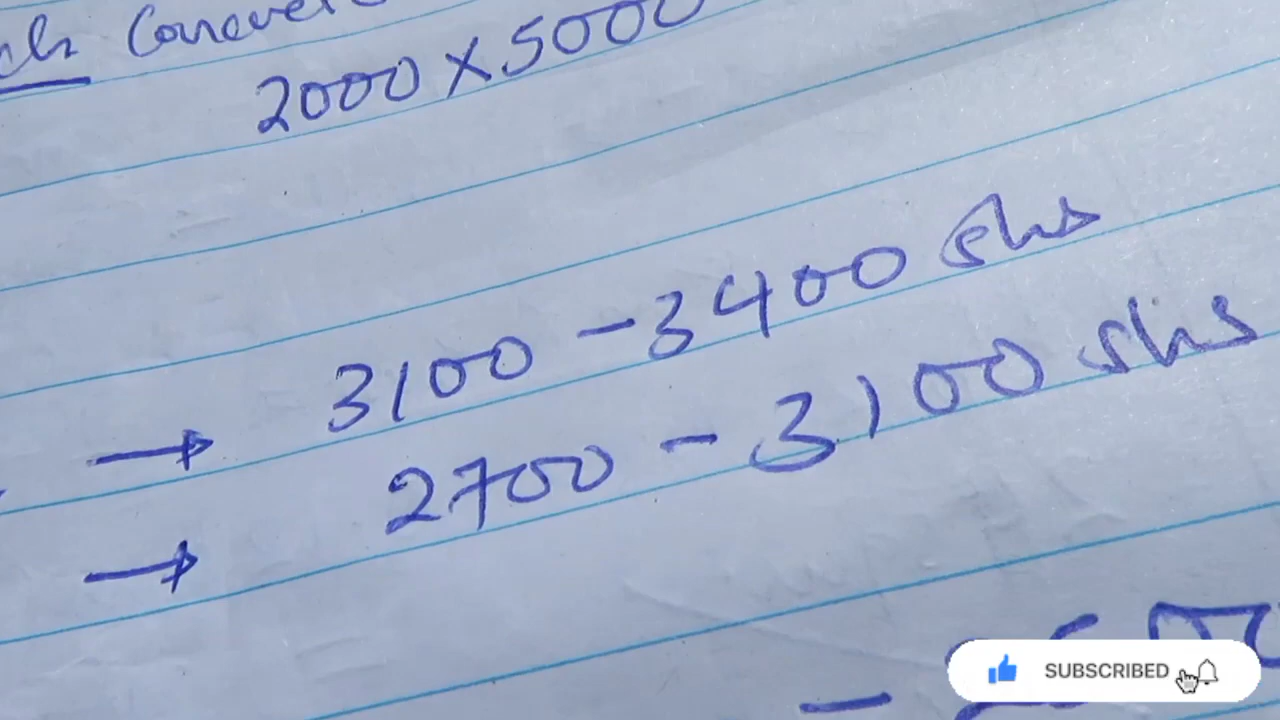 2000 X 5000
→ 3100 - 3400 shs
→ 2700 - 3100 shs
SUBSCRIBED